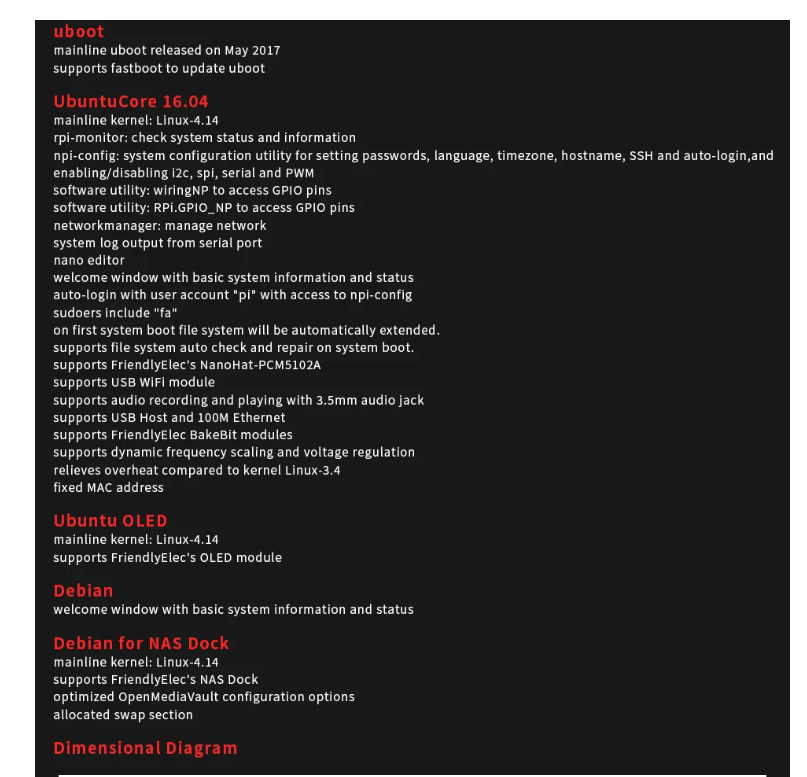 uboot
mainline uboot released on May 2017
supports fastboot to update uboot
UbuntuCore 16.04
mainline kernel: Linux-4.14
rpi-monitor: check system status and information
npi-config: system configuration utility for setting passwords, language, timezone, hostname, SSH and auto-login,and
enabling/disabling i2c, spi, serial and PWM
software utility: wiringNP to access GPIO pins
software utility: RPi.GPIO_NP to access GPIO pins
networkmanager: manage network
system log output from serial port
nano editor
welcome window with basic system information and status
auto-login with user account "pi" with access to npi-config
sudoers include "fa"
on first system boot file system will be automatically extended.
supports file system auto check and repair on system boot.
supports FriendlyElec's NanoHat-PCM5102A
supports USB WiFi module
supports audio recording and playing with 3.5mm audio jack
supports USB Host and 100M Ethernet
supports FriendlyElec BakeBit modules
supports dynamic frequency scaling and voltage regulation
relieves overheat compared to kernel Linux-3.4
fixed MAC address
Ubuntu OLED
mainline kernel: Linux-4.14
supports FriendlyElec's OLED module
Debian
welcome window with basic system information and status
Debian for NAS Dock
mainline kernel: Linux-4.14
supports FriendlyElec's NAS Dock
optimized OpenMediaVault configuration options
allocated swap section
Dimensional Diagram